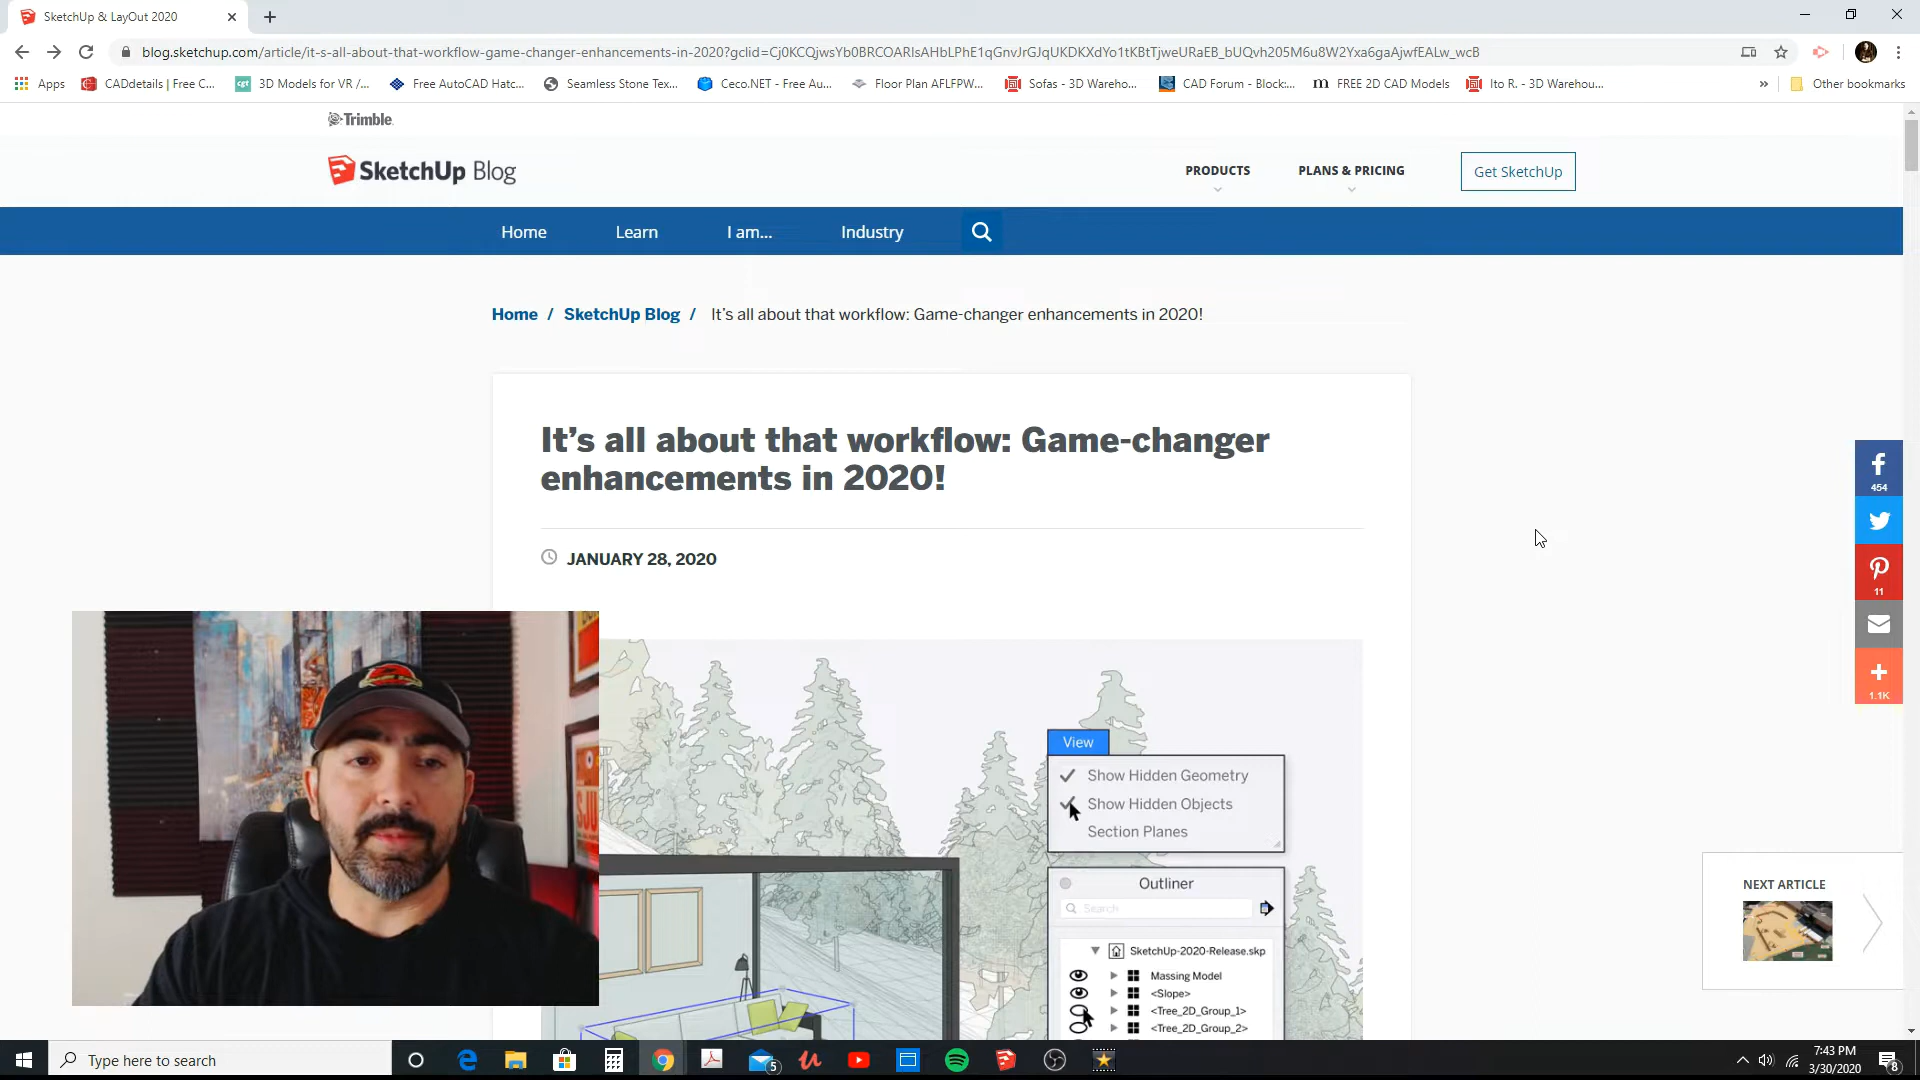 SketchUp & LayOut 2020
blog.sketchup.com/article/it-s-all-about-that-workflow-game-changer-enhancements-in-2020?gclid=Cj0KCQjwsYb0BRCOARIsAHbLPhE1qGnvJrGJqUKDKXdYo1tKBtTjweURaEB_bUQvh205M6u8W2Yxa6gaAjwfEALw_wcB
Apps
CADdetails | Free C...
3D Models for VR /...
Free AutoCAD Hatc...
Seamless Stone Tex...
Ceco.NET - Free Au...
Floor Plan AFLFPW...
Sofas - 3D Wareho...
CAD Forum - Block:...
FREE 2D CAD Models
Ito R. - 3D Warehou...
Other bookmarks
Trimble
SketchUp Blog
PRODUCTS
PLANS & PRICING
Get SketchUp
Home
Learn
I am...
Industry
Home / SketchUp Blog / It's all about that workflow: Game-changer enhancements in 2020!
It's all about that workflow: Game-changer
enhancements in 2020!
JANUARY 28, 2020
454
11
1.1K
View
Show Hidden Geometry
Show Hidden Objects
Section Planes
Outliner
Search
SketchUp-2020-Release.skp
Massing Model
<Slope>
<Tree_2D_Group_1>
<Tree_2D_Group_2>
NEXT ARTICLE
Type here to search
5
7:43 PM
3/30/2020
8